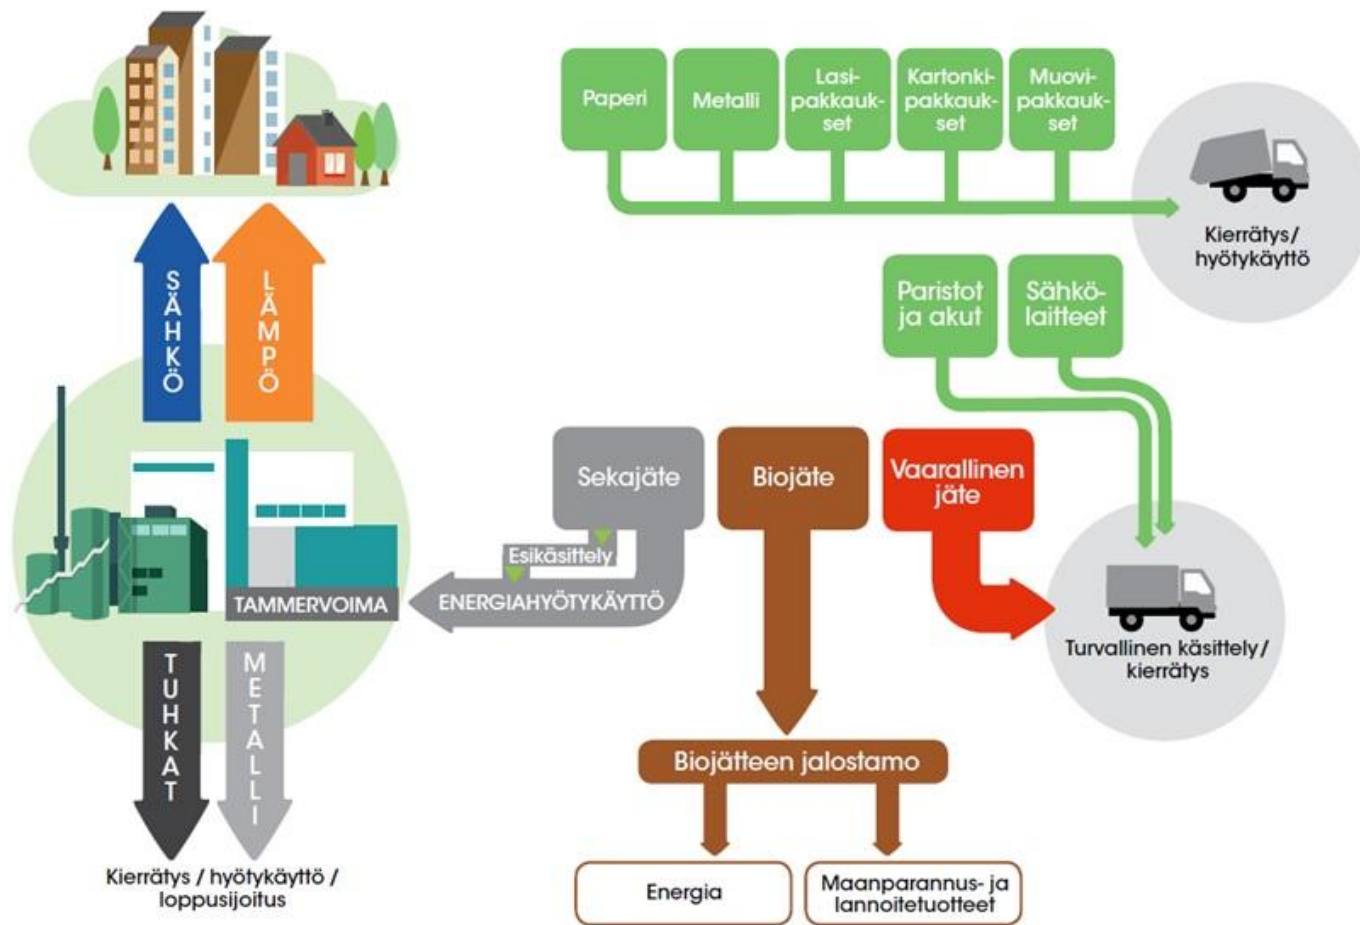 Paperi
Metalli
Lasi-
pakkauk-
set
Kartonki-
pakkauk-
set
Muovi-
pakkauk-
set
Kierrätys/
hyötykäyttö
SÄHKÖ
LÄMPÖ
Paristot
ja akut
Sähkö-
laitteet
Sekajäte
Biojäte
Vaarallinen
jäte
Esikäsittely
ENERGIAHYÖTYKÄYTTÖ
TAMMERVOIMA
Turvallinen käsittely/
kierrätys
TUHKAT
METALLI
Biojätteen jalostamo
Kierrätys / hyötykäyttö /
loppusijoitus
Energia
Maanparannus- ja
lannoitetuotteet